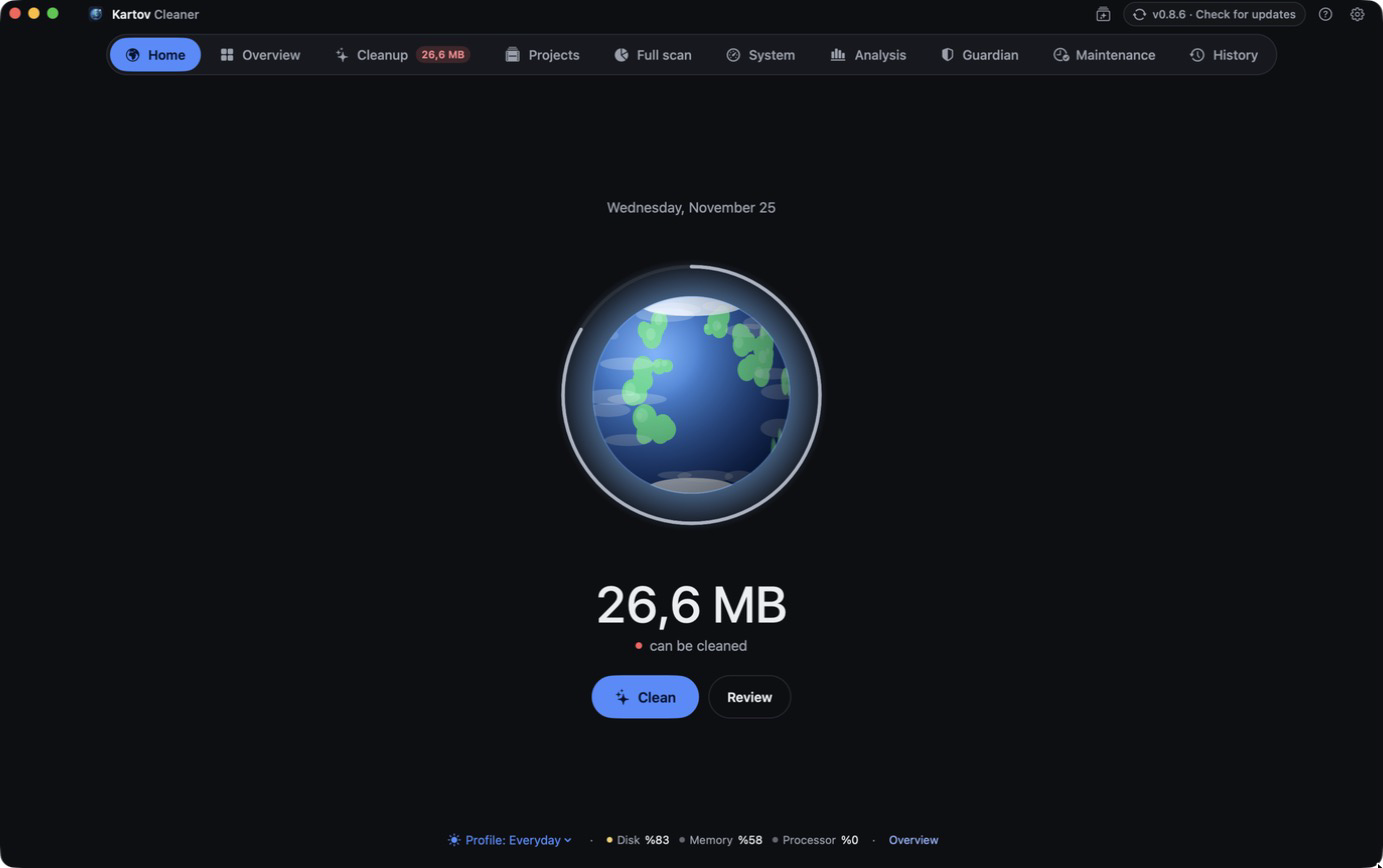 Kartov Cleaner
v0.8.6 · Check for updates
Home Overview Cleanup 26,6 MB Projects Full scan System Analysis Guardian Maintenance History
Wednesday, November 25
26,6 MB
can be cleaned
Clean Review
Profile: Everyday · Disk %83 Memory %58 Processor %0 · Overview